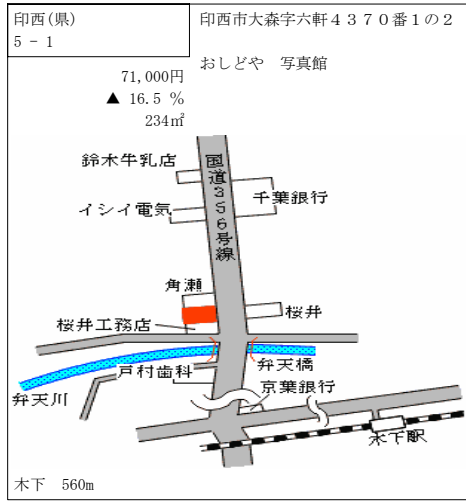 印西(県)
5 - 1
印西市大森字六軒４３７０番１の２
おしどや　写真館
71,000円
▲ 16.5 %
234㎡
鈴木牛乳店
国道３５６号線
千葉銀行
イシイ電気
角瀬
桜井
桜井工務店
戸村歯科
弁天橋
弁天川
京葉銀行
木下駅
木下　560m